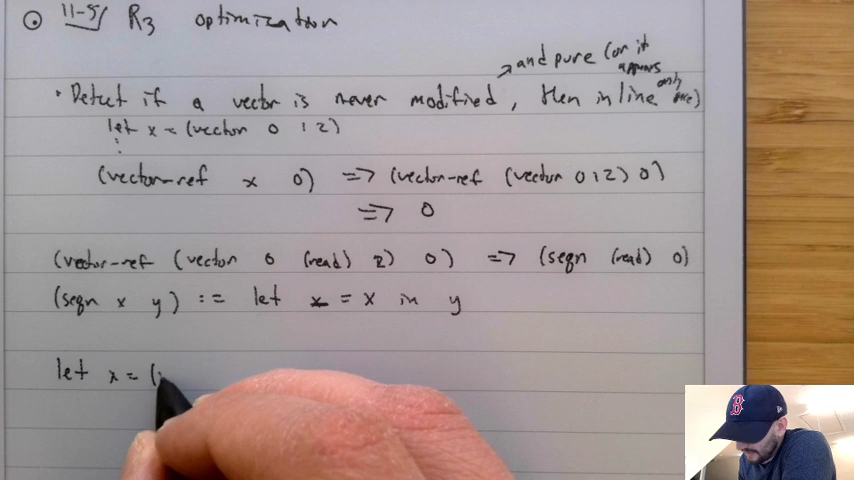 ⊙ 11-5/ R3 optimization
→ and pure (or it appears only once)
· Detect if a vector is never modified, then inline
let x = (vector 0 1 2)
⋮
(vector-ref x 0) => (vector-ref (vector 0 1 2) 0)
=> 0
(vector-ref (vector 0 (read) 2) 0) => (seqn (read) 0)
(seqn x y) := let _ = x in y
let x = (
B